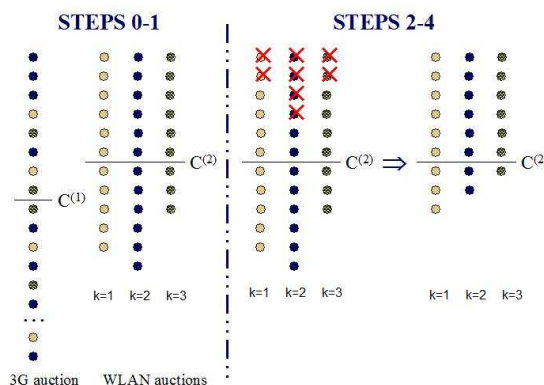 STEPS 0-1
STEPS 2-4
C(2)
C(2)
⇒
C(2
C(1)
k=1 k=2 k=3
k=1 k=2 k=3
k=1 k=2 k=3
...
3G auction
WLAN auctions